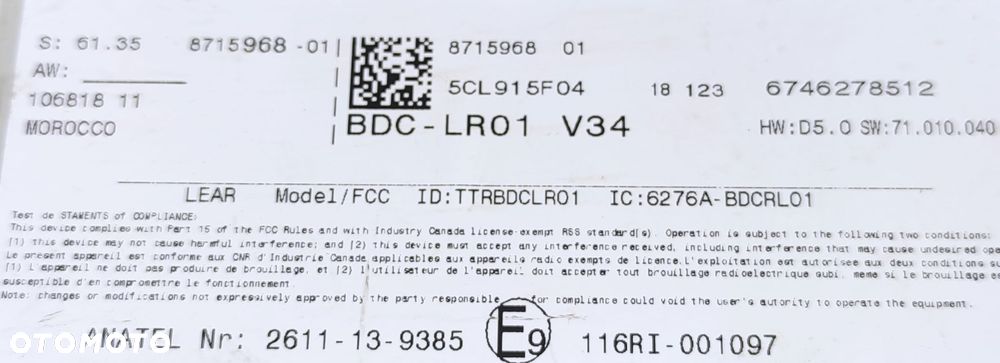 S: 61.35 8715968 -01
8715968 01
AW:
5CL915F04 18 123 6746278512
106818 11
MOROCCO
BDC-LR01 V34
HW:D5.0 SW:71.010.040
LEAR Model/FCC ID:TTRBDCLR01 IC:6276A-BDCRL01
Test de STAMENTS of COMPLIANCE:
This device complies with Part 15 of the FCC Rules and with Industry Canada license-exempt RSS standard(s). Operation is subject to the following two conditions:
(1) this device may not cause harmful interference; and (2) this device must accept any interference received, including interference that may cause undesired ope
Le present appareil est conforme aux CNR d'Industrie Canada applicables aux appareils radio exempts de licence.L'exploitation est autorisee aux deux conditions su
(1) l'appareil ne doit pas produire de brouillage, et (2) l'utilisateur de l'appareil doit accepter tout brouillage radioelectrique subi, meme si le brouillage es
susceptible d'en compromettre le fonctionnement.
Note: changes or modifications not expressively approved by the party responsible for compliance could void the user's authority to operate the equipment.
ANATEL Nr: 2611-13-9385 E9 116RI-001097
OTOMOTO